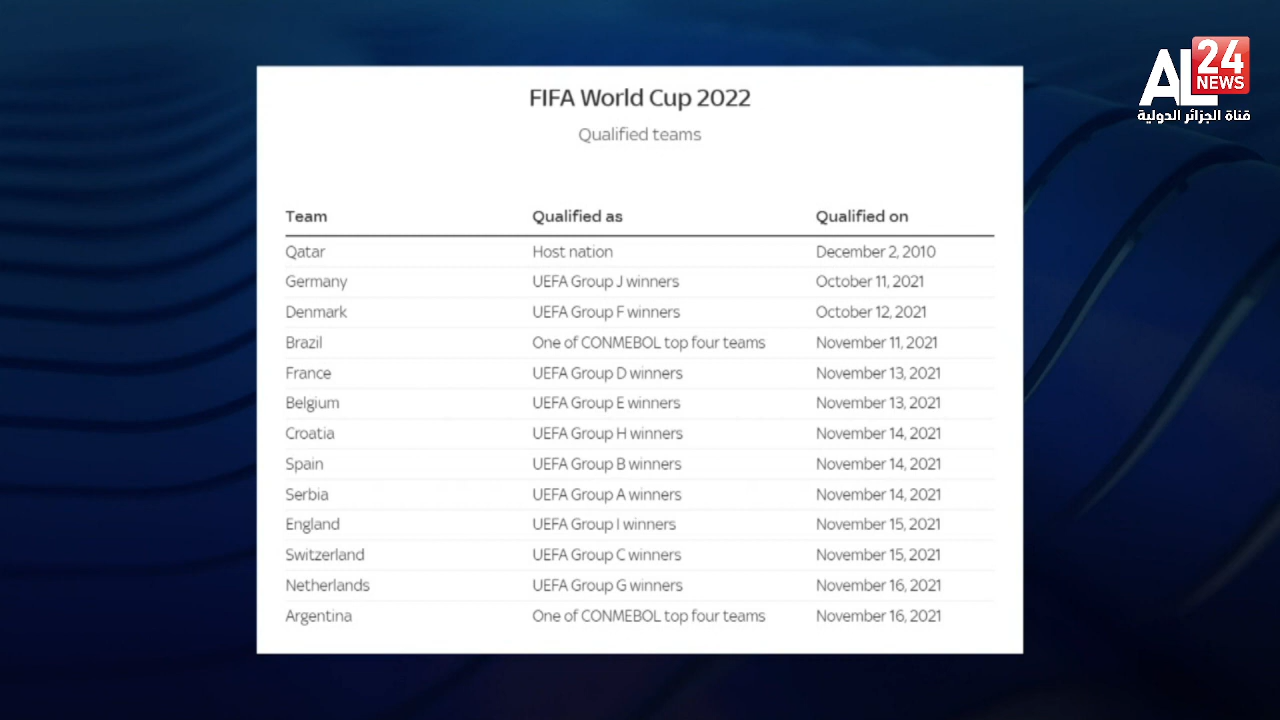 AL
24
NEWS
قناة الجزائر الدولية
FIFA World Cup 2022
Qualified teams
Team Qualified as Qualified on
Qatar Host nation December 2, 2010
Germany UEFA Group J winners October 11, 2021
Denmark UEFA Group F winners October 12, 2021
Brazil One of CONMEBOL top four teams November 11, 2021
France UEFA Group D winners November 13, 2021
Belgium UEFA Group E winners November 13, 2021
Croatia UEFA Group H winners November 14, 2021
Spain UEFA Group B winners November 14, 2021
Serbia UEFA Group A winners November 14, 2021
England UEFA Group I winners November 15, 2021
Switzerland UEFA Group C winners November 15, 2021
Netherlands UEFA Group G winners November 16, 2021
Argentina One of CONMEBOL top four teams November 16, 2021